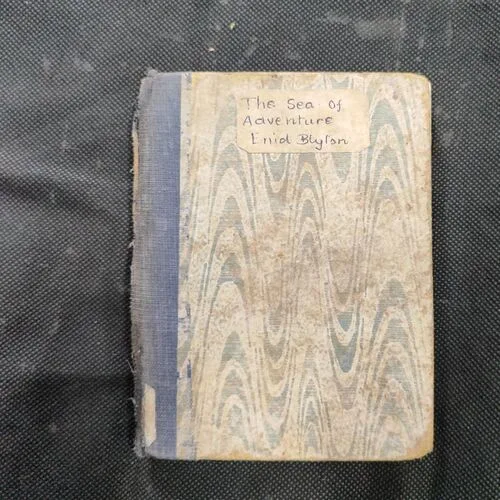 The Sea Of
Adventure
Enid Blyton